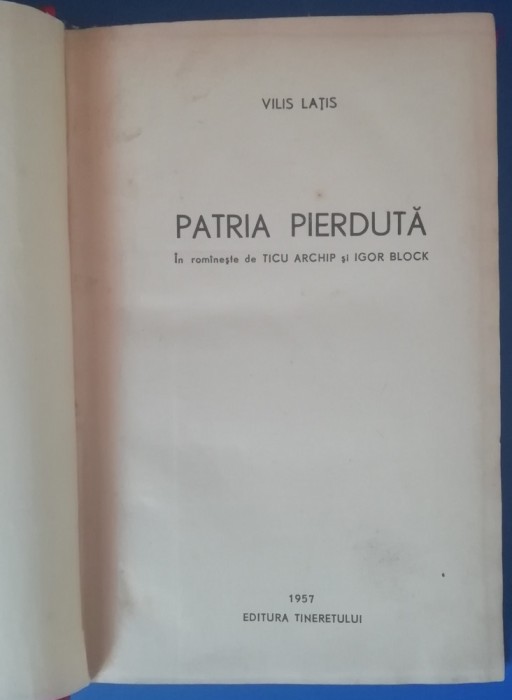 VILIS LAȚIS
PATRIA PIERDUTĂ
În romînește de TICU ARCHIP și IGOR BLOCK
1957
EDITURA TINERETULUI